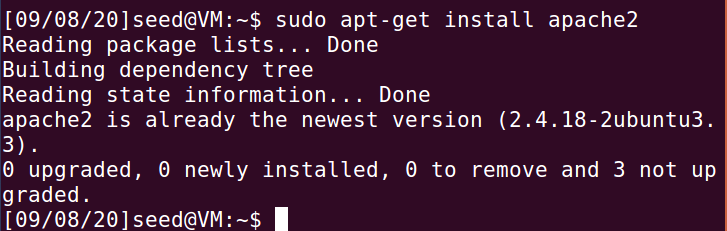 [09/08/20]seed@VM:~$ sudo apt-get install apache2
Reading package lists... Done
Building dependency tree
Reading state information... Done
apache2 is already the newest version (2.4.18-2ubuntu3.
3).
0 upgraded, 0 newly installed, 0 to remove and 3 not up
graded.
[09/08/20]seed@VM:~$